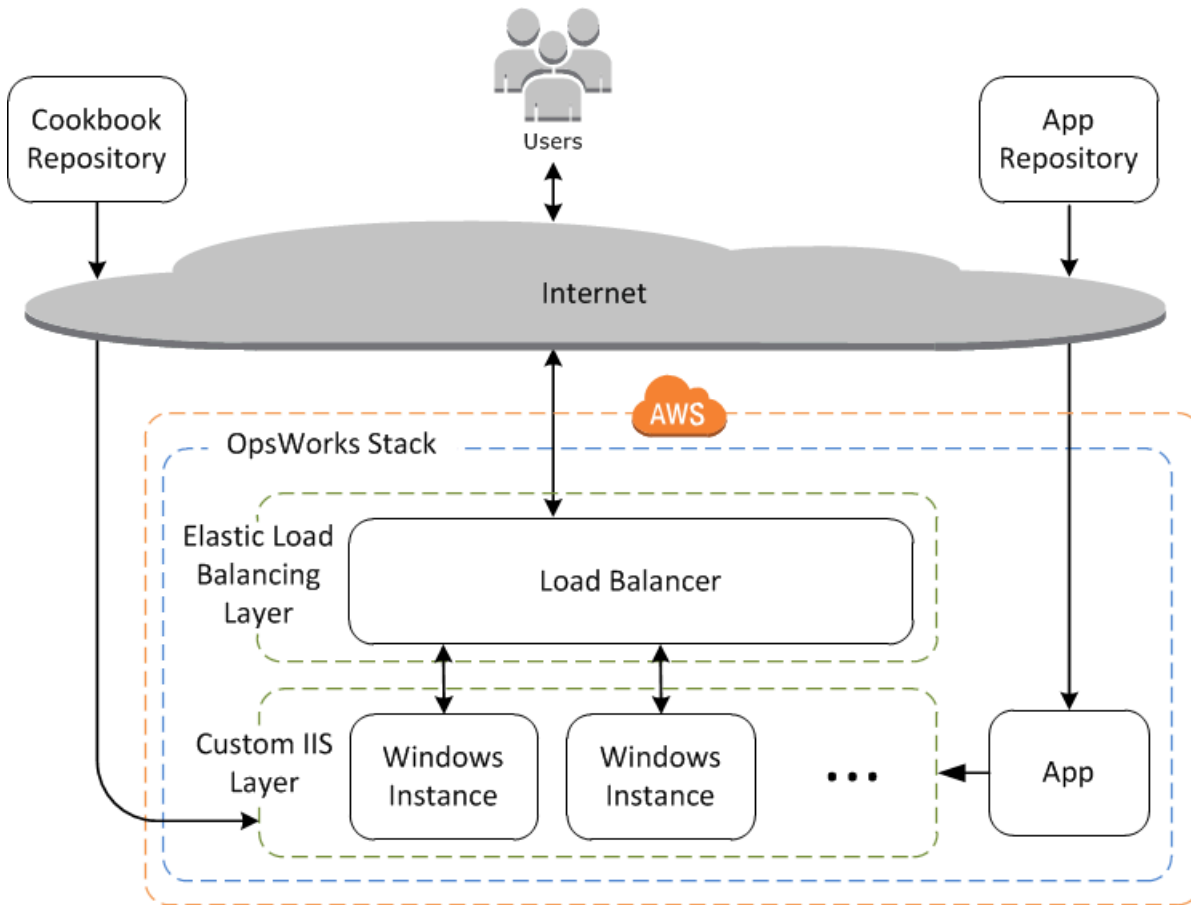 Users
Cookbook
Repository
App
Repository
Internet
AWS
OpsWorks Stack
Elastic Load
Balancing
Layer
Load Balancer
Custom IIS
Layer
Windows
Instance
Windows
Instance
...
App